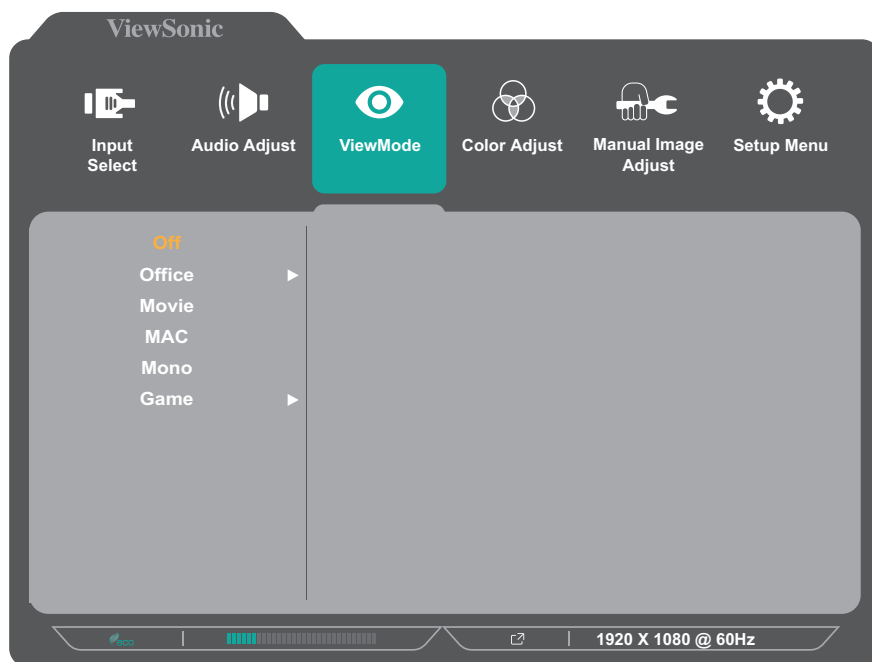 ViewSonic
Input
Select
Audio Adjust
ViewMode
Color Adjust
Manual Image
Adjust
Setup Menu
Off
Office
Movie
MAC
Mono
Game
eco
1920 X 1080 @ 60Hz